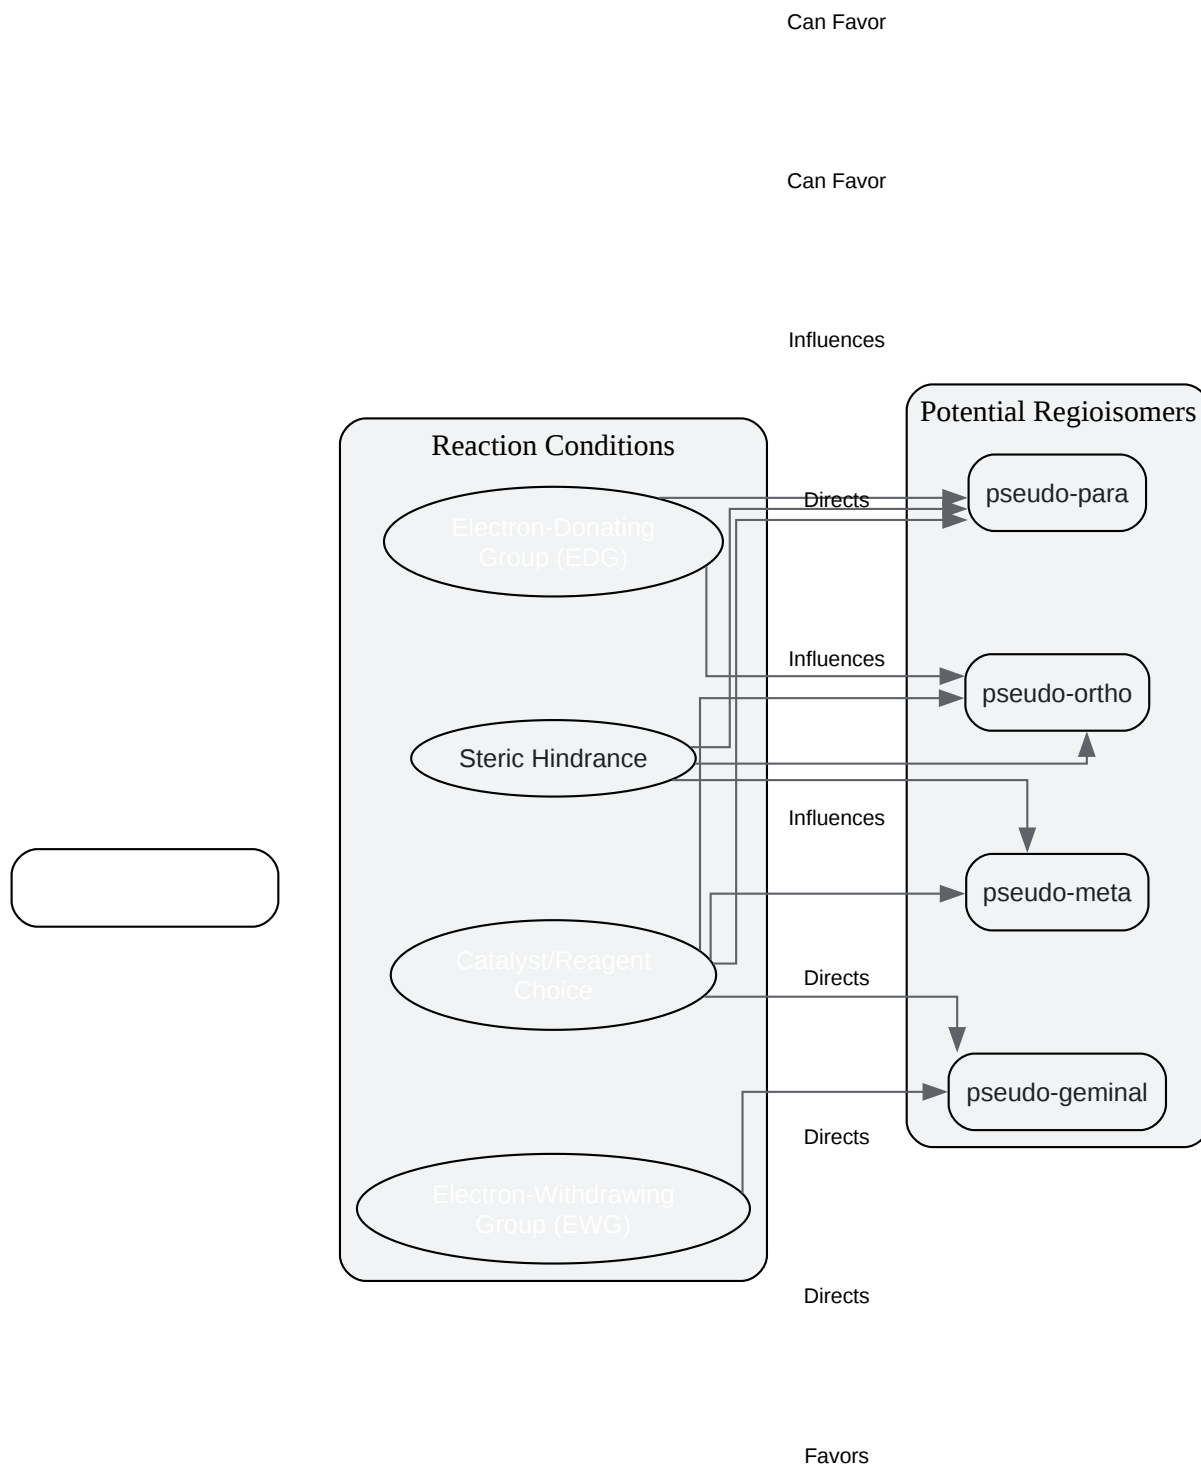 Can Favor
Can Favor
Influences
Potential Regioisomers
Reaction Conditions
pseudo-para
Directs
Electron-Donating
Group (EDG)
Influences
pseudo-ortho
Steric Hindrance
Influences
pseudo-meta
Catalyst/Reagent
Choice
Directs
pseudo-geminal
Directs
Electron-Withdrawing
Group (EWG)
Directs
Favors